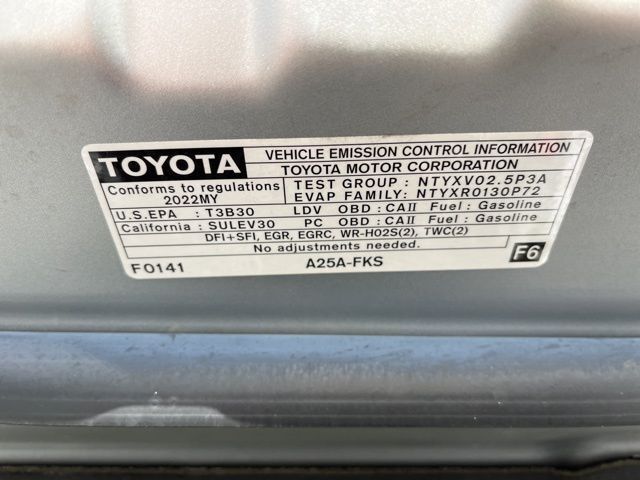 TOYOTA VEHICLE EMISSION CONTROL INFORMATION
TOYOTA MOTOR CORPORATION
Conforms to regulations TEST GROUP : NTYXV02.5P3A
2022MY EVAP FAMILY: NTYXR0130P72
U.S.EPA : T3B30 LDV OBD : CAII Fuel : Gasoline
California : SULEV30 PC OBD : CAII Fuel : Gasoline
DFI+SFI, EGR, EGRC, WR-HO2S(2), TWC(2)
No adjustments needed.
F0141 A25A-FKS F6